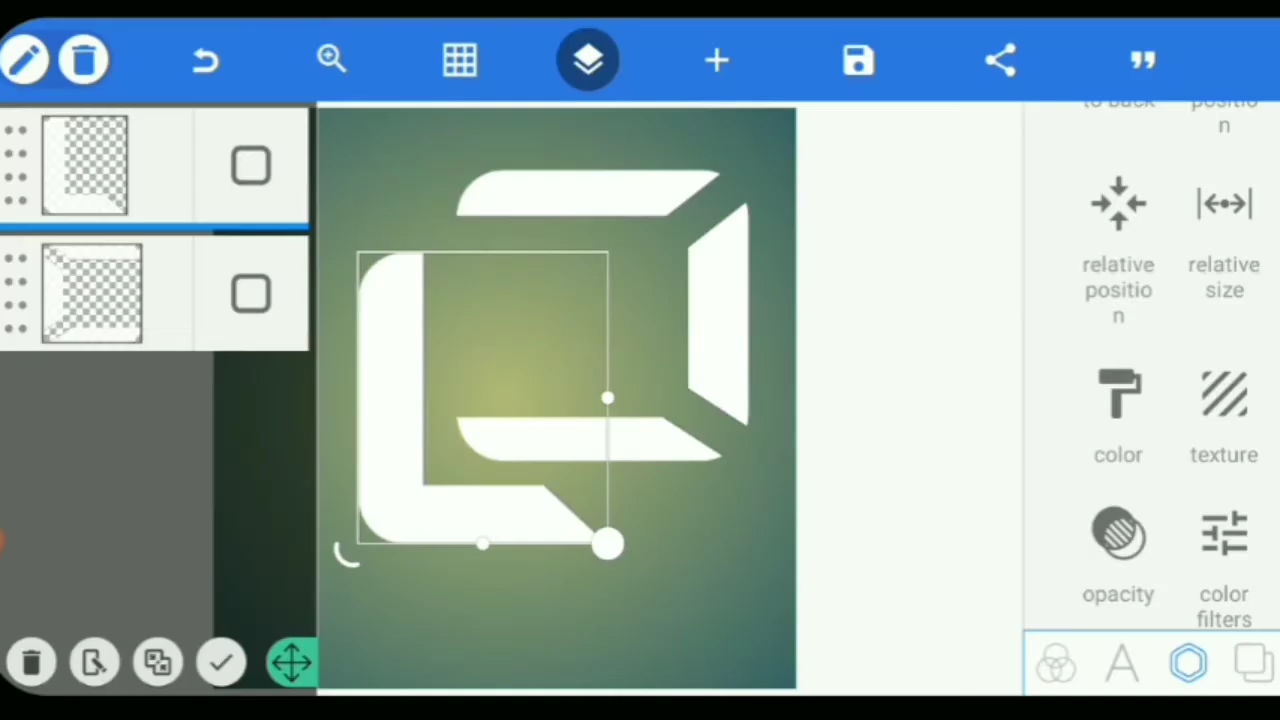 to back
positio
n
relative
positio
n
relative
size
color
texture
opacity
color
filters